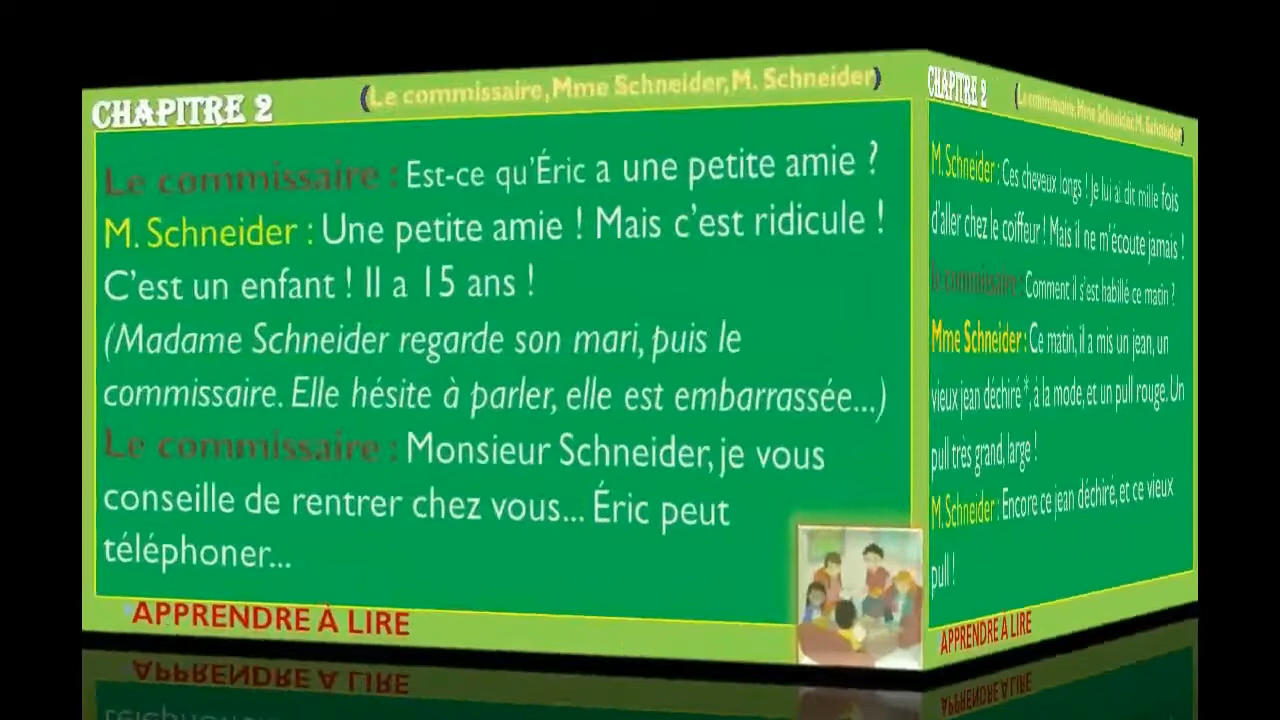 CHAPITRE 2
(Le commissaire, Mme Schneider, M. Schneider)
Le commissaire : Est-ce qu'Éric a une petite amie ?
M. Schneider : Une petite amie ! Mais c'est ridicule !
C'est un enfant ! Il a 15 ans !
(Madame Schneider regarde son mari, puis le
commissaire. Elle hésite à parler, elle est embarrassée...)
Le commissaire : Monsieur Schneider, je vous
conseille de rentrer chez vous... Éric peut
téléphoner...
APPRENDRE À LIRE
CHAPITRE 2
(Le commissaire, Mme Schneider, M. Schneider)
M. Schneider : Ces cheveux longs ! Je lui ai dit mille fois
d'aller chez le coiffeur ! Mais il ne m'écoute jamais !
Le commissaire : Comment il s'est habillé ce matin ?
Mme Schneider : Ce matin, il a mis un jean, un
vieux jean déchiré*, à la mode, et un pull rouge. Un
pull très grand, large !
M. Schneider : Encore ce jean déchiré, et ce vieux
pull !
APPRENDRE À LIRE